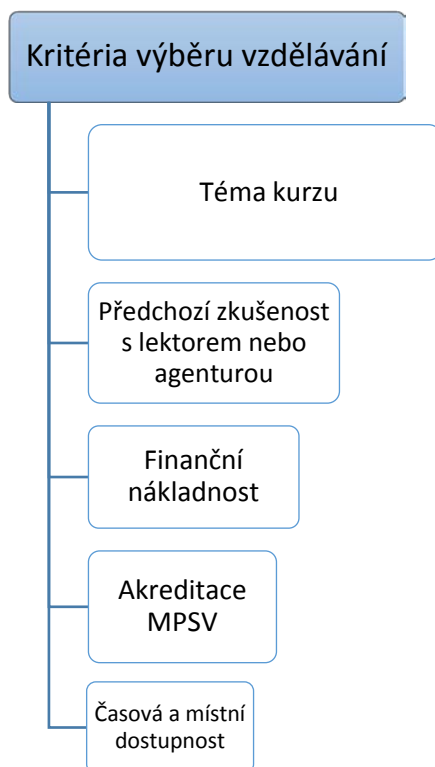 Kritéria výběru vzdělávání
Téma kurzu
Předchozí zkušenost
s lektorem nebo
agenturou
Finanční
nákladnost
Akreditace
MPSV
Časová a místní
dostupnost